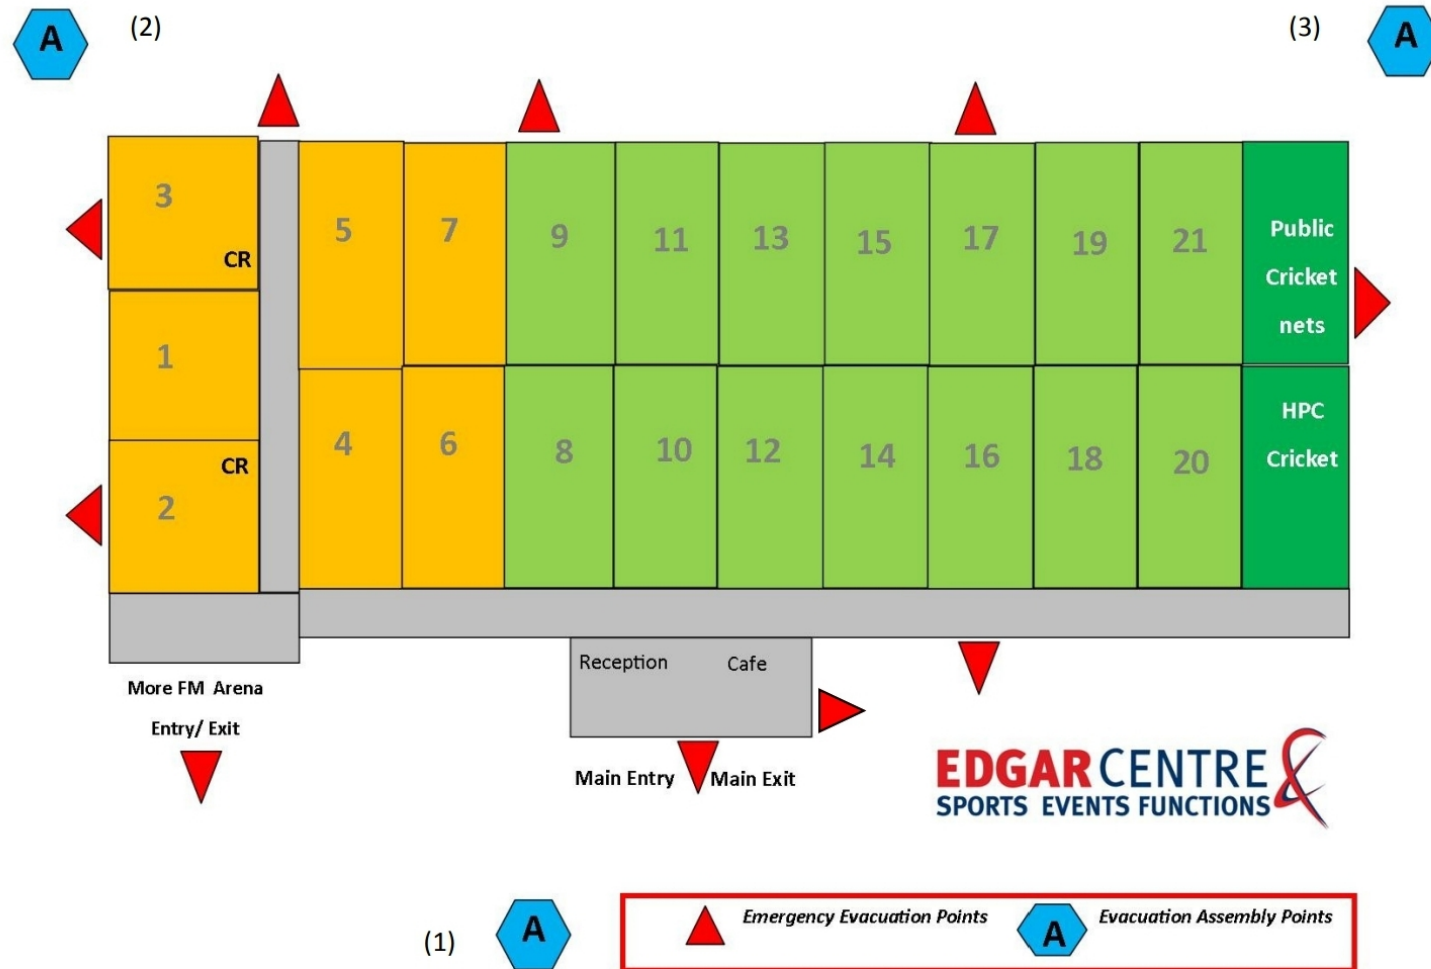 A (2) (3) A
3 CR
1
CR
2
5 7 9 11 13 15 17 19 21
Public
Cricket
nets
4 6 8 10 12 14 16 18 20
HPC
Cricket
Reception Cafe
More FM Arena
Entry/ Exit
Main Entry Main Exit
EDGAR CENTRE
SPORTS EVENTS FUNCTIONS
(1) A
Emergency Evacuation Points A Evacuation Assembly Points